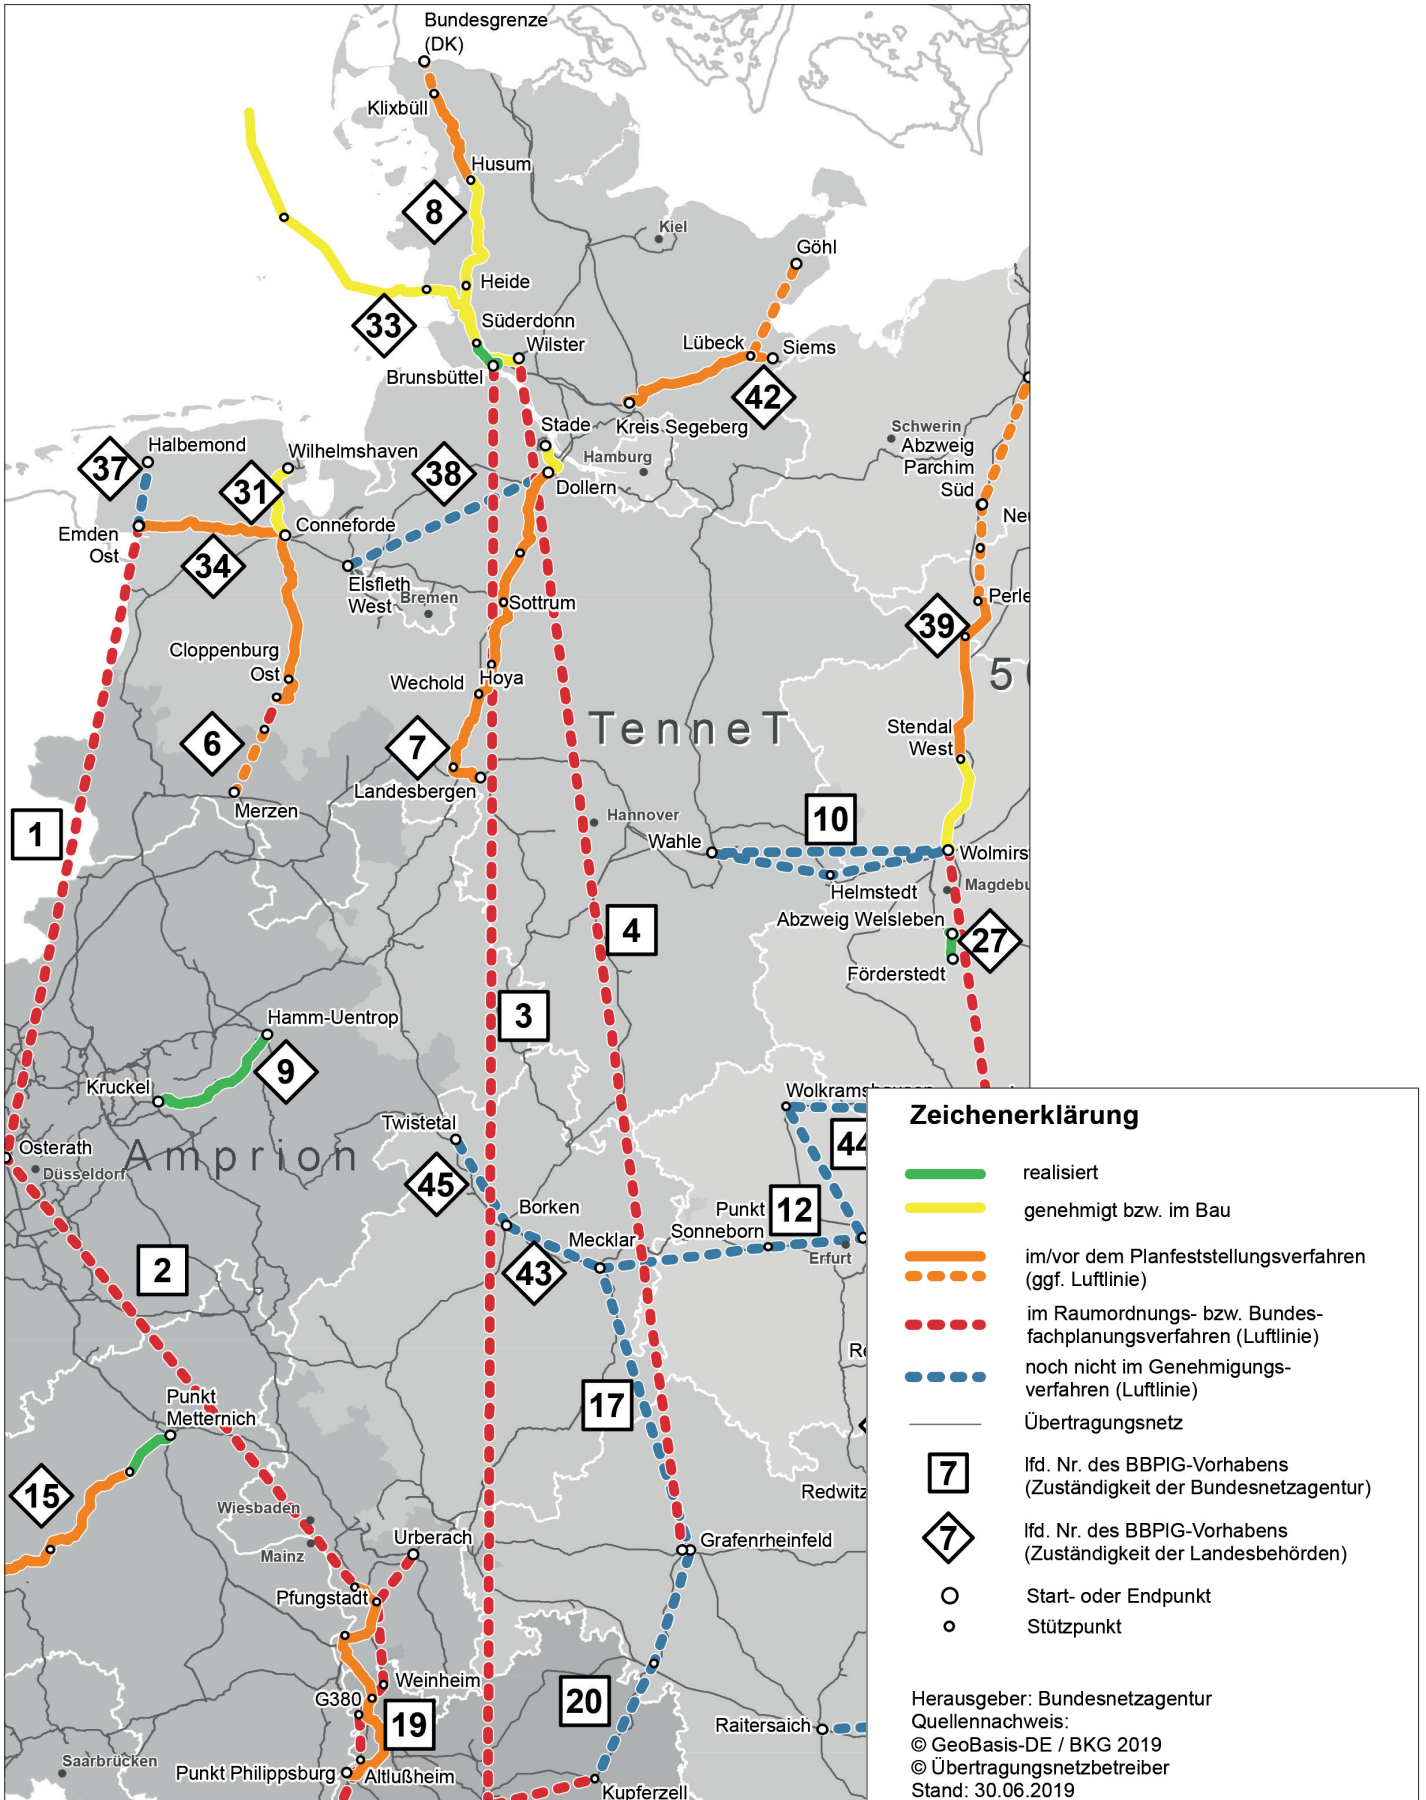 Bundesgrenze
(DK)
Klixbüll
Husum
8
Kiel
Göhl
Heide
33
Süderdonn
Wilster
Lübeck
Siems
Brunsbüttel
42
Kreis Segeberg
Stade
Schwerin
Abzweig
Parchim
Süd
Halbemond
Wilhelmshaven
37
31
38
Hamburg
Dollern
Emden
Ost
Conneforde
34
Elsfleth
West
Bremen
Sottrum
39
Cloppenburg
Ost
Wechold
Hoya
TenneT
6
7
Stendal
West
Landesbergen
Merzen
1
Hannover
10
Wahle
Helmstedt
Abzweig Welsleben
4
27
Förderstedt
3
Hamm-Uentrop
9
Kruckel
Twistetal
Osterath
Düsseldorf
Amprion
44
45
Borken
Punkt
Sonneborn
12
Mecklar
Erfurt
2
43
17
Punkt
Metternich
15
Wiesbaden
Urberach
Mainz
Grafenrheinfeld
Pfungstadt
Weinheim
G380
19
20
Raitersaich
Saarbrücken
Punkt Philippsburg
Altlußheim
Kupferzell
Zeichenerklärung
realisiert
genehmigt bzw. im Bau
im/vor dem Planfeststellungsverfahren
(ggf. Luftlinie)
im Raumordnungs- bzw. Bundes-
fachplanungsverfahren (Luftlinie)
noch nicht im Genehmigungs-
verfahren (Luftlinie)
Übertragungsnetz
7
lfd. Nr. des BBPlG-Vorhabens
(Zuständigkeit der Bundesnetzagentur)
7
lfd. Nr. des BBPlG-Vorhabens
(Zuständigkeit der Landesbehörden)
Start- oder Endpunkt
Stützpunkt
Herausgeber: Bundesnetzagentur
Quellennachweis:
© GeoBasis-DE / BKG 2019
© Übertragungsnetzbetreiber
Stand: 30.06.2019